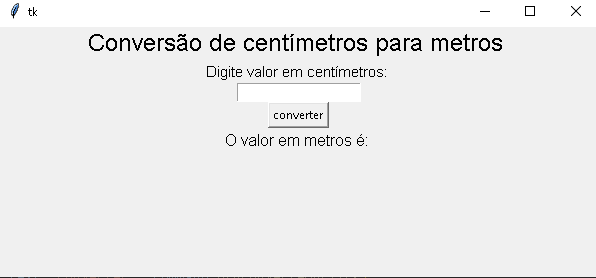 tk
Conversão de centímetros para metros
Digite valor em centímetros:
converter
O valor em metros é: